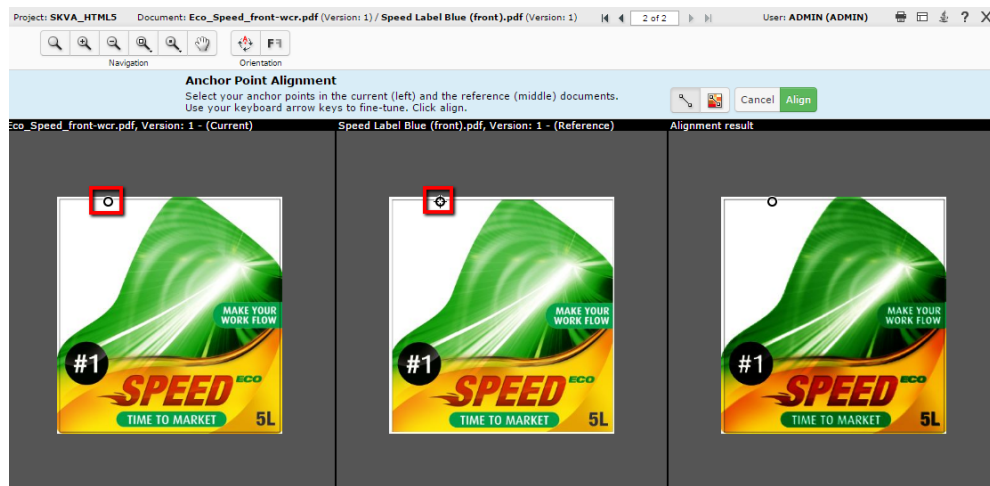 Project: SKVA_HTML5 Document: Eco_Speed_front-wcr.pdf (Version: 1) / Speed Label Blue (front).pdf (Version: 1) 2 of 2 User: ADMIN (ADMIN) ? X
Navigation Orientation
Anchor Point Alignment
Select your anchor points in the current (left) and the reference (middle) documents.
Use your keyboard arrow keys to fine-tune. Click align.
Cancel Align
Eco_Speed_front-wcr.pdf, Version: 1 - (Current) Speed Label Blue (front).pdf, Version: 1 - (Reference) Alignment result
MAKE YOUR
WORK FLOW
#1
SPEED ECO
TIME TO MARKET 5L
MAKE YOUR
WORK FLOW
#1
SPEED ECO
TIME TO MARKET 5L
MAKE YOUR
WORK FLOW
#1
SPEED ECO
TIME TO MARKET 5L